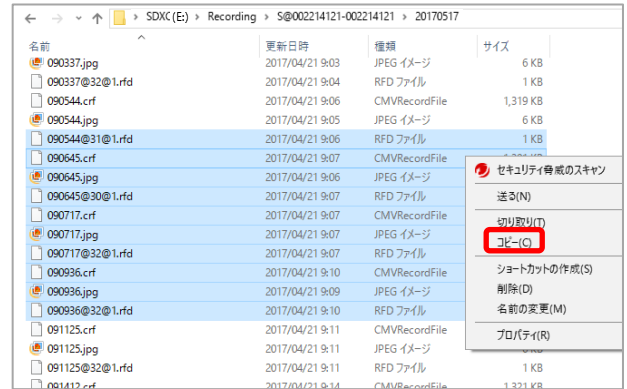 SDXC (E:) › Recording › S@002214121-002214121 › 20170517
名前 更新日時 種類 サイズ
090337.jpg 2017/04/21 9:03 JPEG イメージ 6 KB
090337@32@1.rfd 2017/04/21 9:04 RFD ファイル 1 KB
090544.crf 2017/04/21 9:06 CMVRecordFile 1,319 KB
090544.jpg 2017/04/21 9:05 JPEG イメージ 6 KB
090544@31@1.rfd 2017/04/21 9:06 RFD ファイル 1 KB
090645.crf 2017/04/21 9:07 CMVRecordFile
090645.jpg 2017/04/21 9:06 JPEG イメージ
090645@30@1.rfd 2017/04/21 9:07 RFD ファイル
090717.crf 2017/04/21 9:07 CMVRecordFile
090717.jpg 2017/04/21 9:07 JPEG イメージ
090717@32@1.rfd 2017/04/21 9:07 RFD ファイル
090936.crf 2017/04/21 9:10 CMVRecordFile
090936.jpg 2017/04/21 9:09 JPEG イメージ
090936@32@1.rfd 2017/04/21 9:10 RFD ファイル
091125.crf 2017/04/21 9:11 CMVRecordFile
091125.jpg 2017/04/21 9:11 JPEG イメージ
091125@32@1.rfd 2017/04/21 9:11 RFD ファイル 1 KB
091412.crf 2017/04/21 9:14 CMVRecordFile 1,321 KB
セキュリティ脅威のスキャン
送る(N)
切り取り(T)
コピー(C)
ショートカットの作成(S)
削除(D)
名前の変更(M)
プロパティ(R)